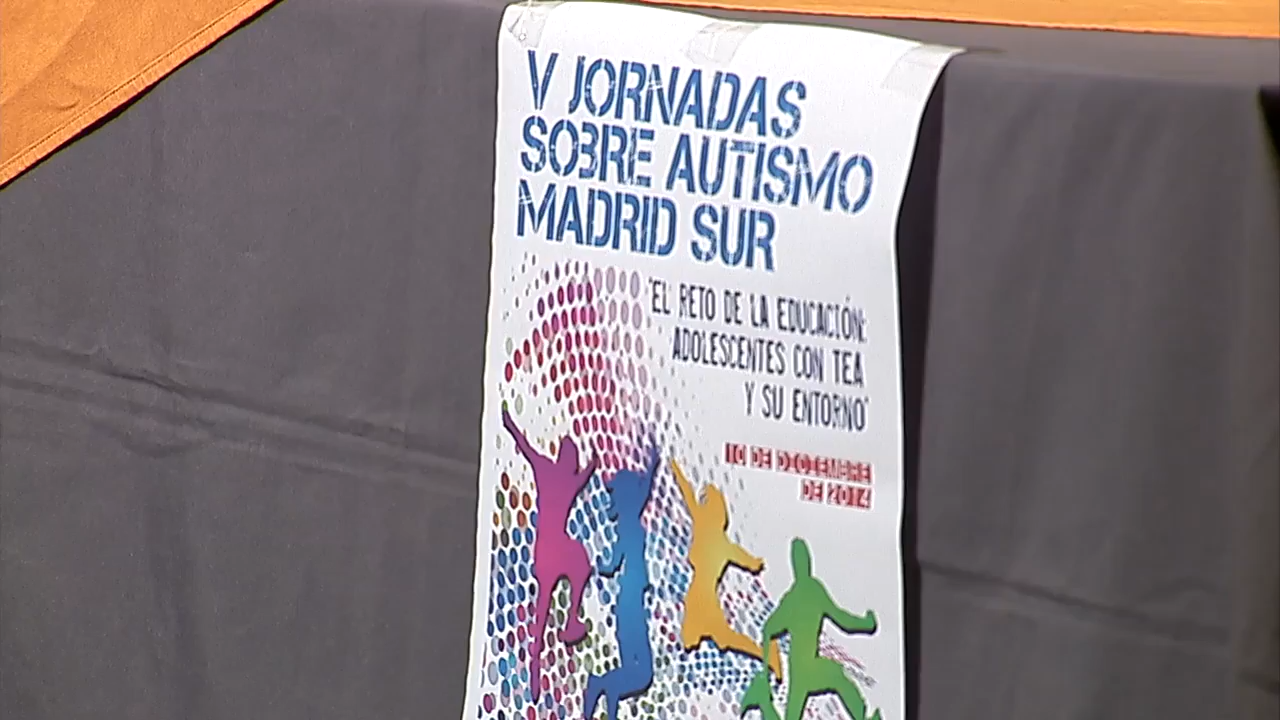 V JORNADAS
SOBRE AUTISMO
MADRID SUR
"EL RETO DE LA EDUCACIÓN:
ADOLESCENTES CON TEA
Y SU ENTORNO"
10 DE DICIEMBRE
DE 2014